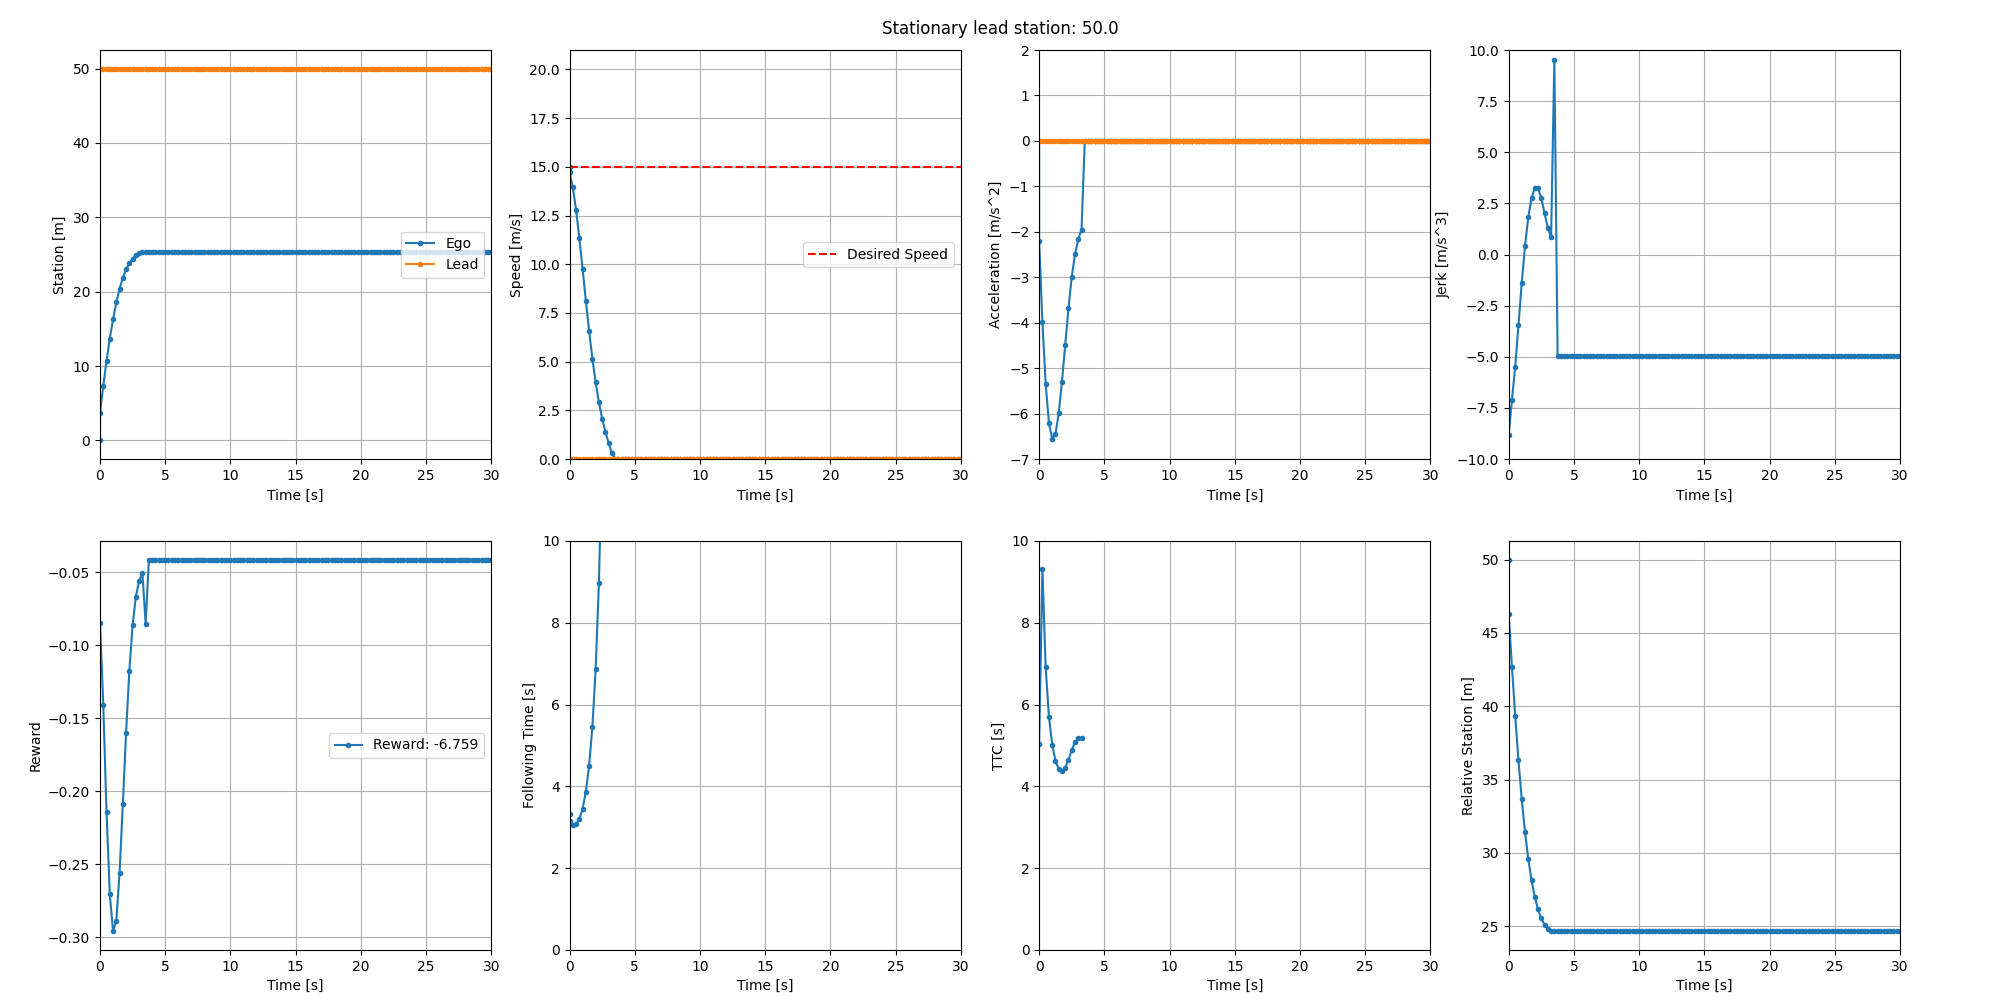 Stationary lead station: 50.0
Station [m]
50
40
30
20
10
0
Ego
Lead
0 5 10 15 20 25 30
Time [s]
Speed [m/s]
20.0
17.5
15.0
12.5
10.0
7.5
5.0
2.5
0.0
Desired Speed
0 5 10 15 20 25 30
Time [s]
Acceleration [m/s^2]
2
1
0
−1
−2
−3
−4
−5
−6
−7
0 5 10 15 20 25 30
Time [s]
Jerk [m/s^3]
10.0
7.5
5.0
2.5
0.0
−2.5
−5.0
−7.5
−10.0
0 5 10 15 20 25 30
Time [s]
Reward
−0.05
−0.10
−0.15
−0.20
−0.25
−0.30
Reward: -6.759
0 5 10 15 20 25 30
Time [s]
Following Time [s]
10
8
6
4
2
0
0 5 10 15 20 25 30
Time [s]
TTC [s]
10
8
6
4
2
0
0 5 10 15 20 25 30
Time [s]
Relative Station [m]
50
45
40
35
30
25
0 5 10 15 20 25 30
Time [s]